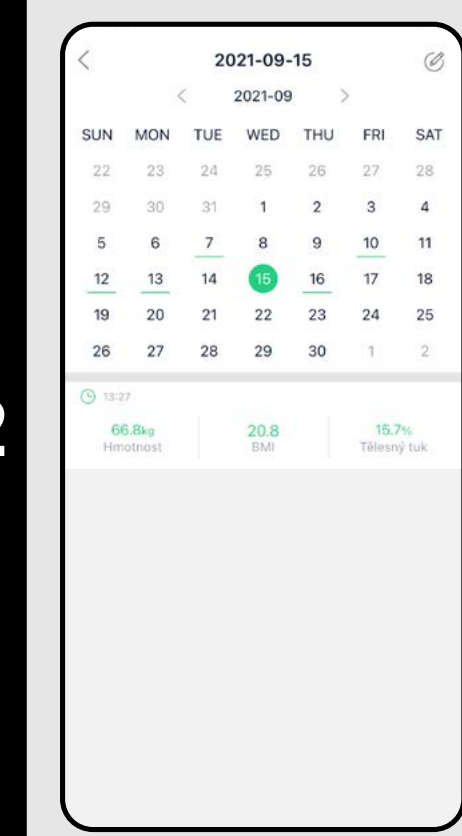 2021-09-15
2021-09
SUN MON TUE WED THU FRI SAT
22 23 24 25 26 27 28
29 30 31 1 2 3 4
5 6 7 8 9 10 11
12 13 14 15 16 17 18
19 20 21 22 23 24 25
26 27 28 29 30 1 2
13:27
66.8kg 20.8 15.7%
Hmotnost BMI Tělesný tuk